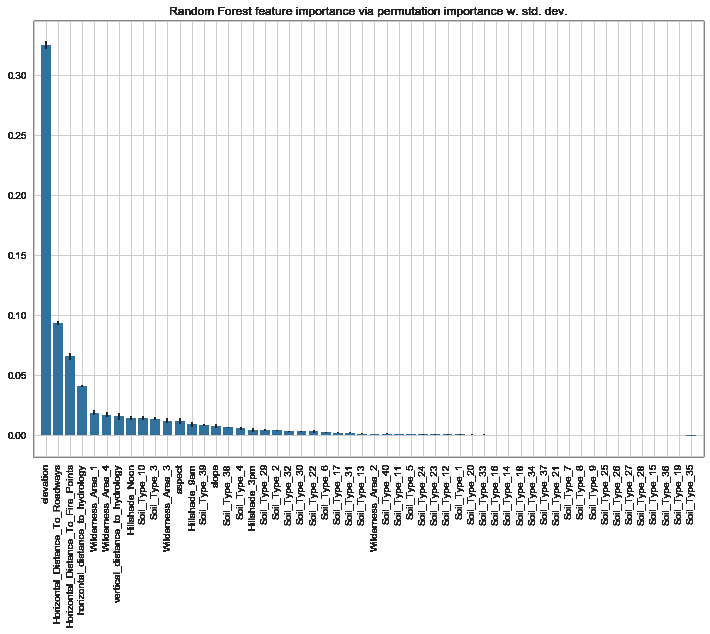 Random Forest feature importance via permutation importance w. std. dev.
0.30
0.25
0.20
0.15
0.10
0.05
0.00
elevation
Horizontal_Distance_To_Roadways
Horizontal_Distance_To_Fire_Points
horizontal_distance_to_hydrology
Wilderness_Area_1
Wilderness_Area_4
vertical_distance_to_hydrology
Hillshade_Noon
Soil_Type_10
Soil_Type_3
Wilderness_Area_3
aspect
Hillshade_9am
Soil_Type_39
slope
Soil_Type_38
Soil_Type_4
Hillshade_3pm
Soil_Type_29
Soil_Type_2
Soil_Type_32
Soil_Type_30
Soil_Type_22
Soil_Type_6
Soil_Type_17
Soil_Type_31
Soil_Type_13
Wilderness_Area_2
Soil_Type_40
Soil_Type_11
Soil_Type_5
Soil_Type_24
Soil_Type_23
Soil_Type_12
Soil_Type_1
Soil_Type_20
Soil_Type_33
Soil_Type_16
Soil_Type_14
Soil_Type_18
Soil_Type_34
Soil_Type_37
Soil_Type_21
Soil_Type_7
Soil_Type_8
Soil_Type_9
Soil_Type_25
Soil_Type_26
Soil_Type_27
Soil_Type_28
Soil_Type_15
Soil_Type_36
Soil_Type_19
Soil_Type_35